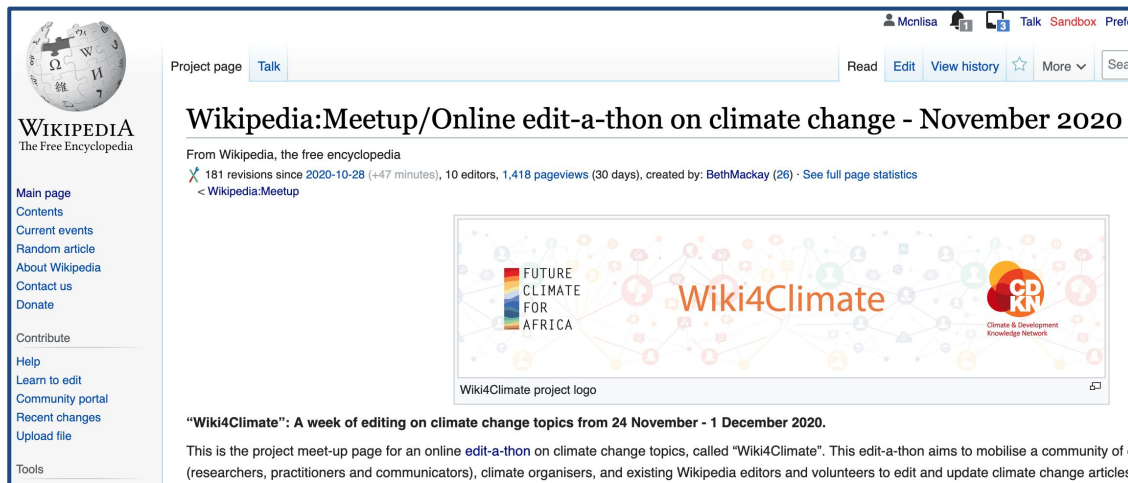 Mcnlisa 1 3 Talk Sandbox
Project page Talk Read Edit View history More
WIKIPEDIA
The Free Encyclopedia
Main page
Contents
Current events
Random article
About Wikipedia
Contact us
Donate
Contribute
Help
Learn to edit
Community portal
Recent changes
Upload file
Tools
Wikipedia:Meetup/Online edit-a-thon on climate change - November 2020
From Wikipedia, the free encyclopedia
181 revisions since 2020-10-28 (+47 minutes), 10 editors, 1,418 pageviews (30 days), created by: BethMackay (26) · See full page statistics
< Wikipedia:Meetup
FUTURE
CLIMATE
FOR
AFRICA
Wiki4Climate
CD
KN
Climate & Development
Knowledge Network
Wiki4Climate project logo
“Wiki4Climate”: A week of editing on climate change topics from 24 November - 1 December 2020.
This is the project meet-up page for an online edit-a-thon on climate change topics, called “Wiki4Climate”. This edit-a-thon aims to mobilise a community of
(researchers, practitioners and communicators), climate organisers, and existing Wikipedia editors and volunteers to edit and update climate change articles